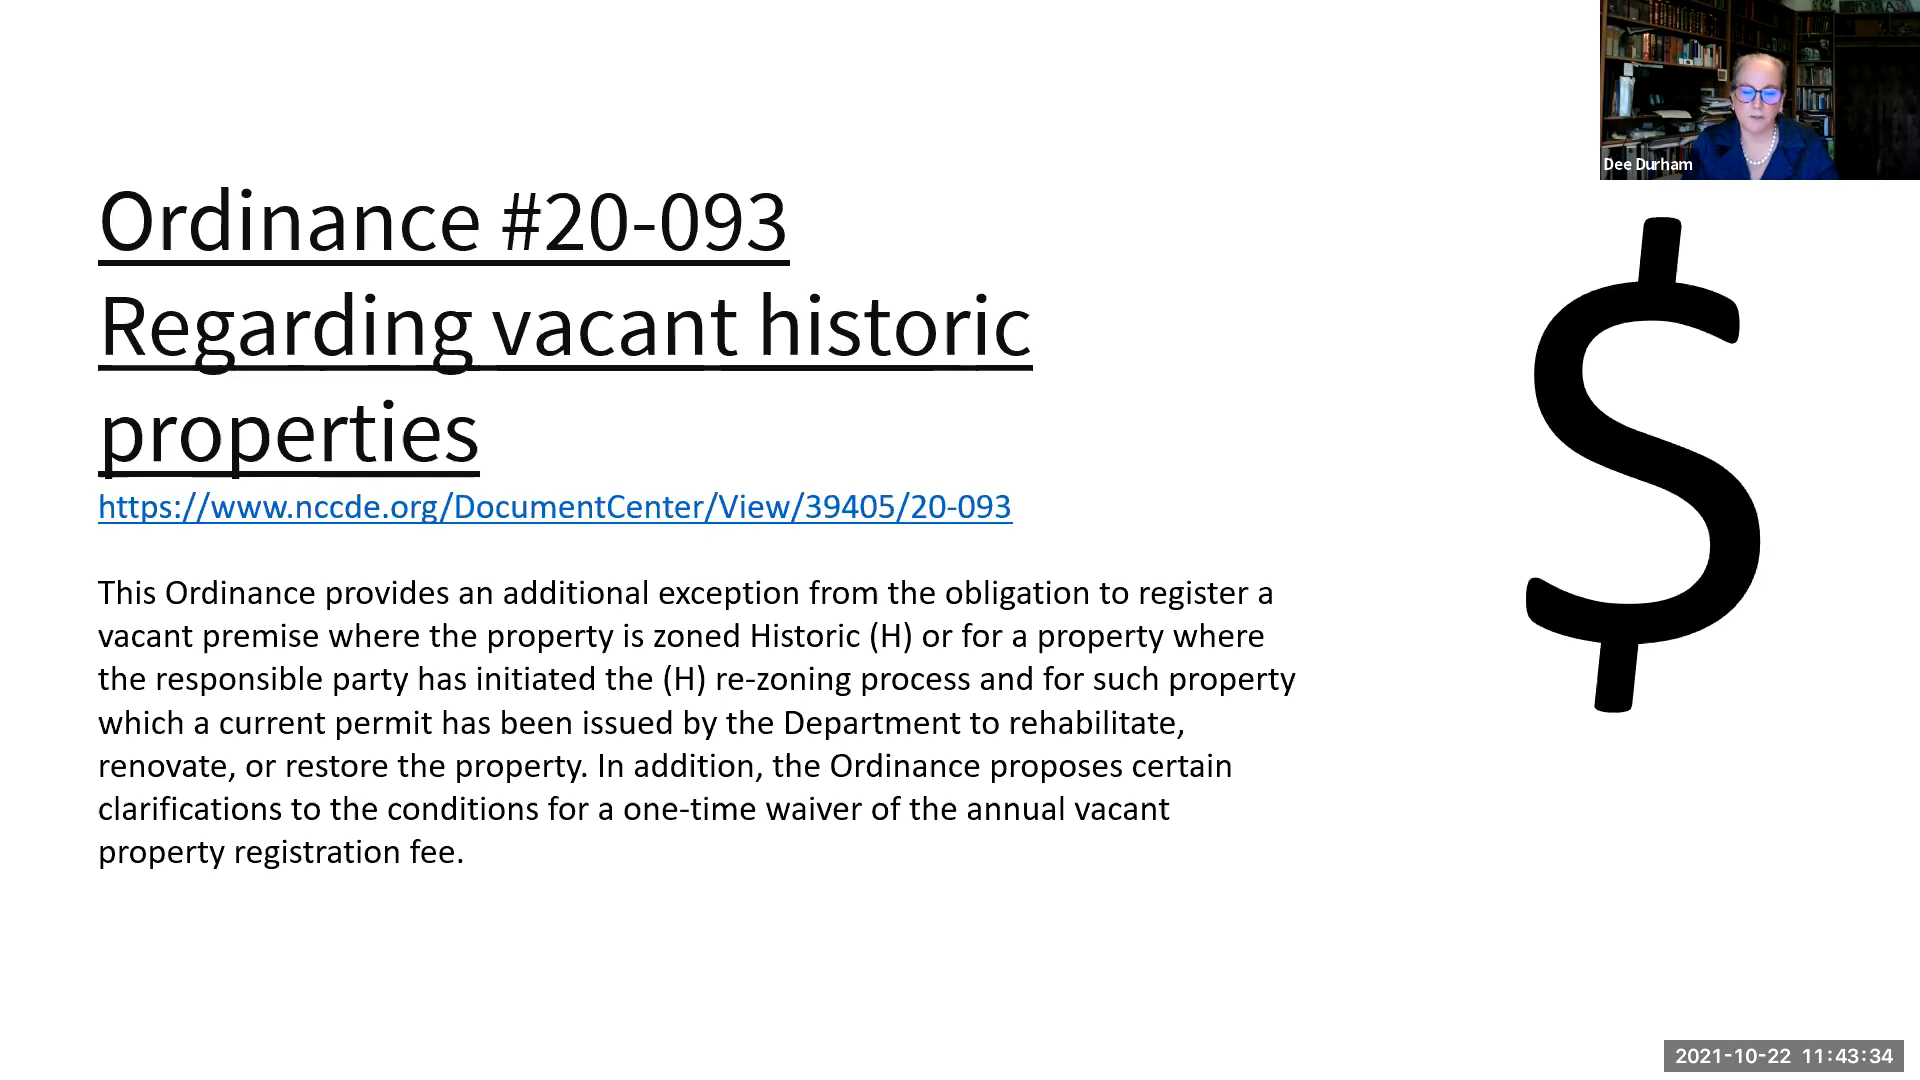 Dee Durham
Ordinance #20-093
Regarding vacant historic
properties
https://www.nccde.org/DocumentCenter/View/39405/20-093
This Ordinance provides an additional exception from the obligation to register a
vacant premise where the property is zoned Historic (H) or for a property where
the responsible party has initiated the (H) re-zoning process and for such property
which a current permit has been issued by the Department to rehabilitate,
renovate, or restore the property. In addition, the Ordinance proposes certain
clarifications to the conditions for a one-time waiver of the annual vacant
property registration fee.
$
2021-10-22 11:43:34